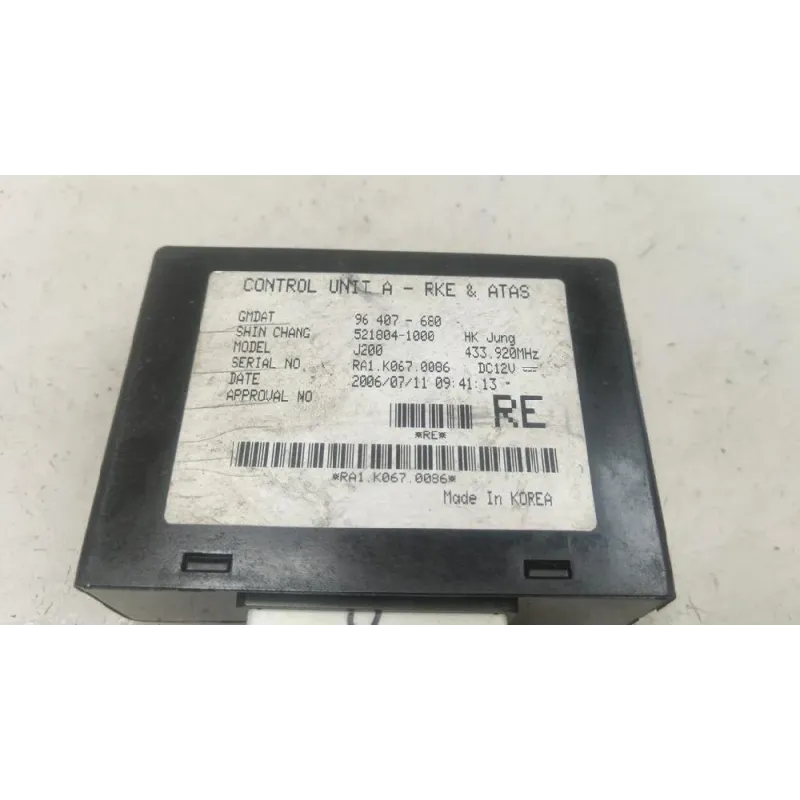 CONTROL UNIT A - RKE & ATAS
GMDAT 96 407 - 680
SHIN CHANG 521804-1000 HK Jung
MODEL J200 433.920MHz
SERIAL NO RA1.K067.0086 DC12V
DATE 2006/07/11 09:41:13
APPROVAL NO
RE
*RE*
*RA1.K067.0086*
Made In KOREA